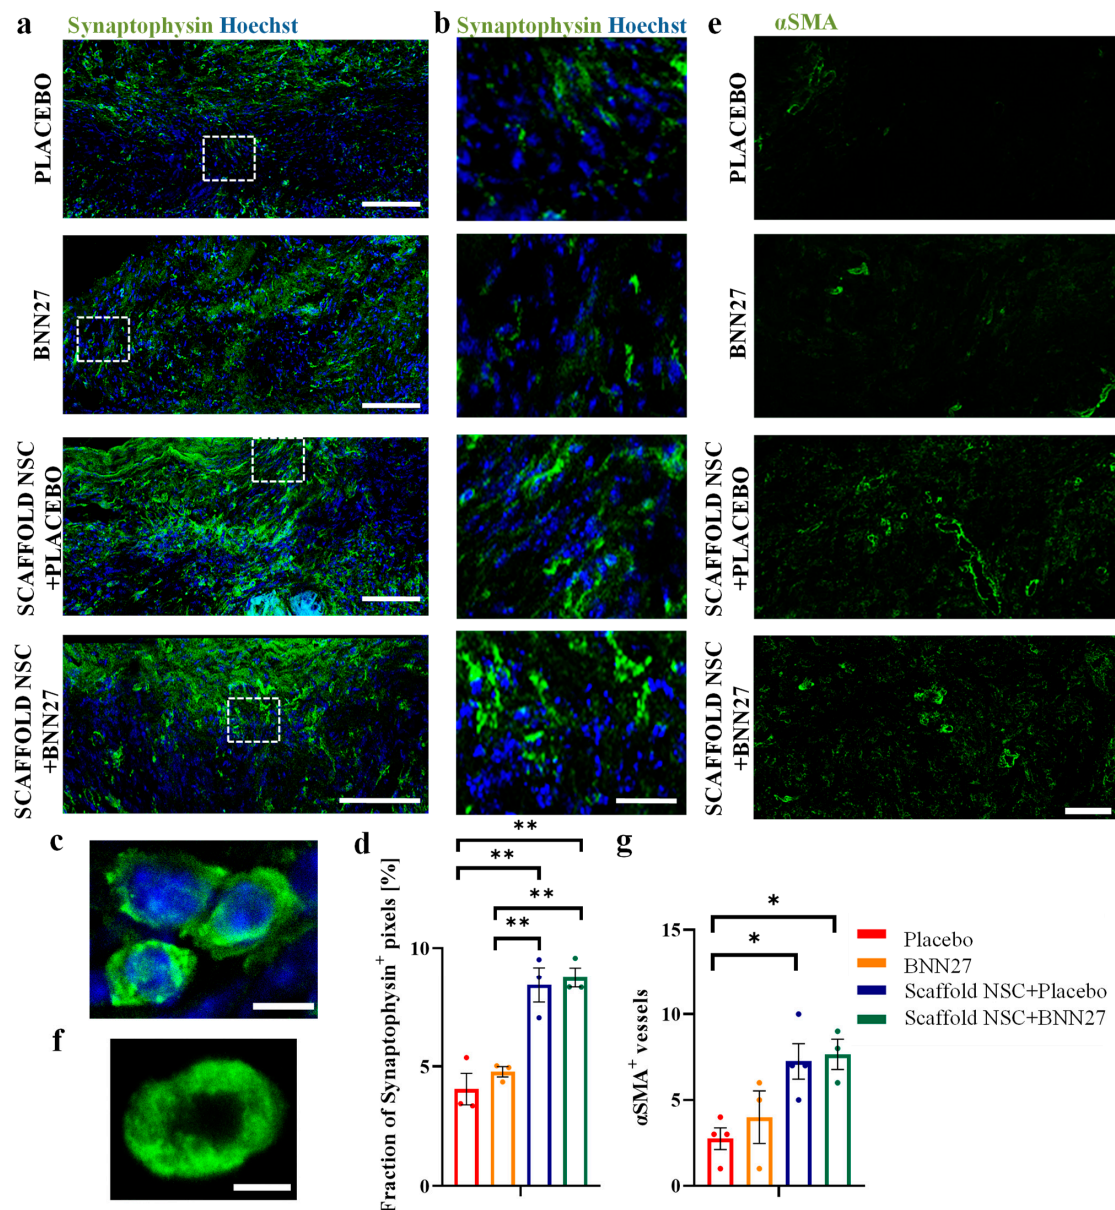 a
Synaptophysin Hoechst
b
Synaptophysin Hoechst
e
αSMA
PLACEBO
PLACEBO
BNN27
BNN27
SCAFFOLD NSC
+PLACEBO
SCAFFOLD NSC
+PLACEBO
SCAFFOLD NSC
+BNN27
SCAFFOLD NSC
+BNN27
c
f
d
Fraction of Synaptophysin+ pixels [%]
10
5
0
**
**
**
**
g
αSMA+ vessels
15
10
5
0
*
*
Placebo
BNN27
Scaffold NSC+Placebo
Scaffold NSC+BNN27